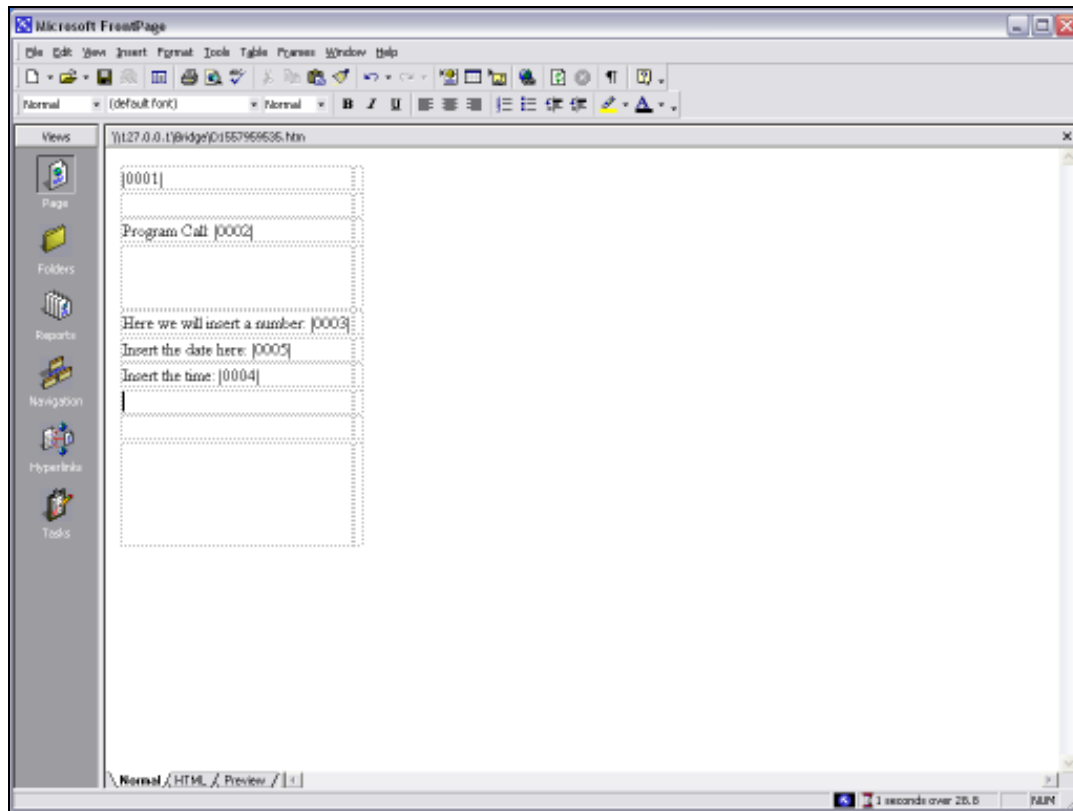 Microsoft FrontPage
File Edit View Insert Format Tools Table Frames Window Help
Normal (default font) Normal B I U A
Views \\127.0.0.1\Bridge\D1557959535.htm
Page
Folders
Reports
Navigation
Hyperlinks
Tasks
|0001|
Program Call: |0002|
Here we will insert a number: |0003|
Insert the date here: |0005|
Insert the time: |0004|
Normal HTML Preview
1 seconds over 28.8 NUM